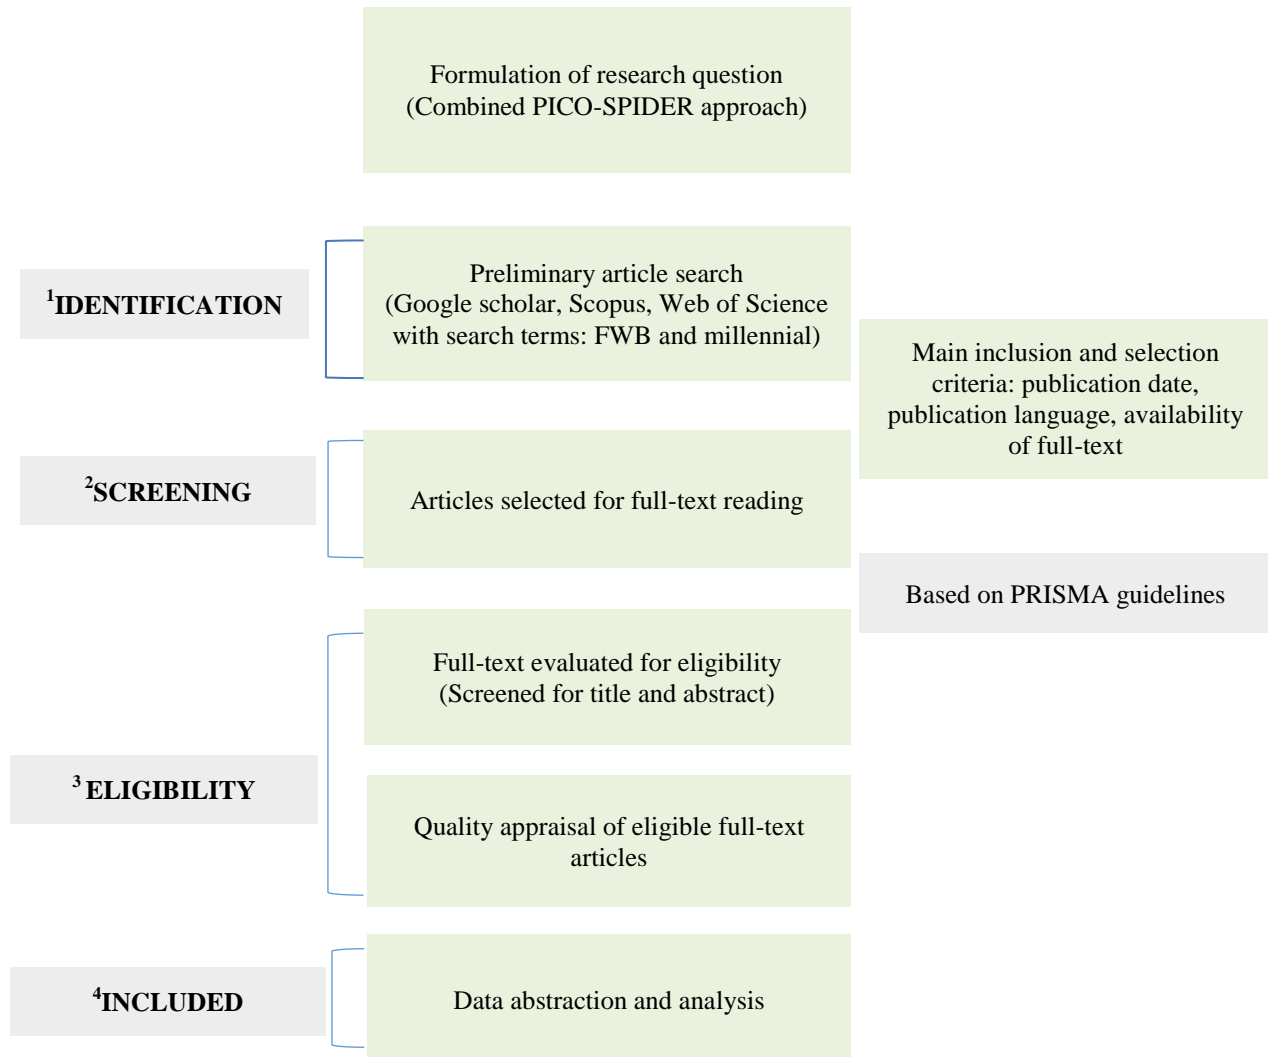 Formulation of research question
(Combined PICO-SPIDER approach)
¹IDENTIFICATION
Preliminary article search
(Google scholar, Scopus, Web of Science
with search terms: FWB and millennial)
Main inclusion and selection
criteria: publication date,
publication language, availability
of full-text
²SCREENING
Articles selected for full-text reading
Based on PRISMA guidelines
³ ELIGIBILITY
Full-text evaluated for eligibility
(Screened for title and abstract)
Quality appraisal of eligible full-text
articles
⁴INCLUDED
Data abstraction and analysis